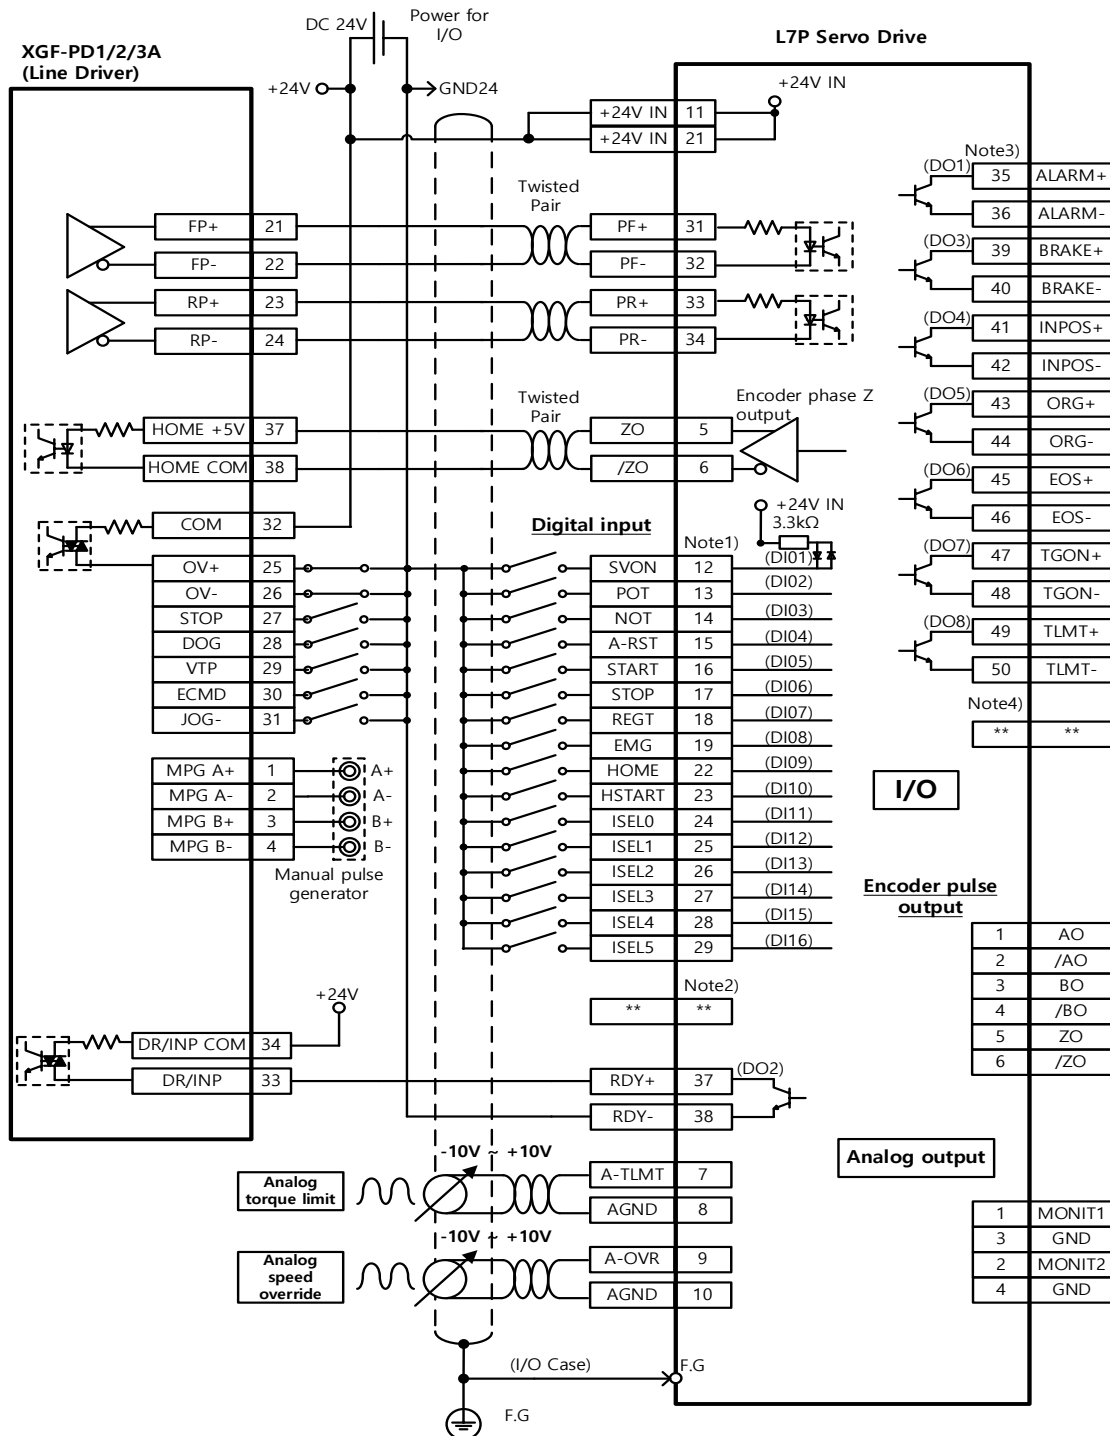 DC 24V
Power for
I/O
XGF-PD1/2/3A
(Line Driver)
L7P Servo Drive
+24V
GND24
+24V IN
+24V IN 11
+24V IN 21
Note3)
(DO1) 35 ALARM+
36 ALARM-
(DO3) 39 BRAKE+
40 BRAKE-
(DO4) 41 INPOS+
42 INPOS-
(DO5) 43 ORG+
44 ORG-
(DO6) 45 EOS+
46 EOS-
(DO7) 47 TGON+
48 TGON-
(DO8) 49 TLMT+
50 TLMT-
Note4)
** **
Twisted
Pair
FP+ 21
FP- 22
RP+ 23
RP- 24
PF+ 31
PF- 32
PR+ 33
PR- 34
Twisted
Pair
HOME +5V 37
HOME COM 38
ZO 5
/ZO 6
Encoder phase Z
output
COM 32
Digital input
+24V IN
3.3kΩ
Note1)
OV+ 25
OV- 26
STOP 27
DOG 28
VTP 29
ECMD 30
JOG- 31
SVON 12 (DI01)
POT 13 (DI02)
NOT 14 (DI03)
A-RST 15 (DI04)
START 16 (DI05)
STOP 17 (DI06)
REGT 18 (DI07)
EMG 19 (DI08)
HOME 22 (DI09)
HSTART 23 (DI10)
ISEL0 24 (DI11)
ISEL1 25 (DI12)
ISEL2 26 (DI13)
ISEL3 27 (DI14)
ISEL4 28 (DI15)
ISEL5 29 (DI16)
MPG A+ 1 A+
MPG A- 2 A-
MPG B+ 3 B+
MPG B- 4 B-
Manual pulse
generator
I/O
Encoder pulse
output
1 AO
2 /AO
3 BO
4 /BO
5 ZO
6 /ZO
Note2)
** **
+24V
DR/INP COM 34
DR/INP 33
RDY+ 37 (DO2)
RDY- 38
Analog output
1 MONIT1
3 GND
2 MONIT2
4 GND
-10V ~ +10V
Analog
torque limit
A-TLMT 7
AGND 8
-10V ~ +10V
Analog
speed
override
A-OVR 9
AGND 10
(I/O Case)
F.G
F.G